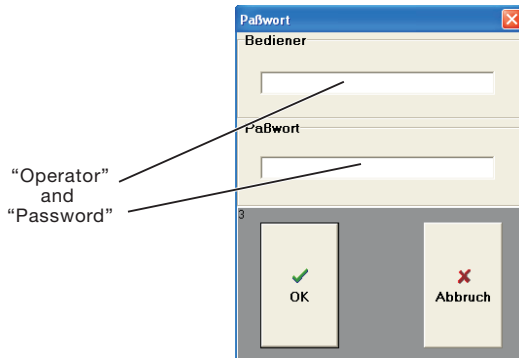 Paßwort
Bediener
Paßwort
“Operator”
and
“Password”
3
OK
Abbruch